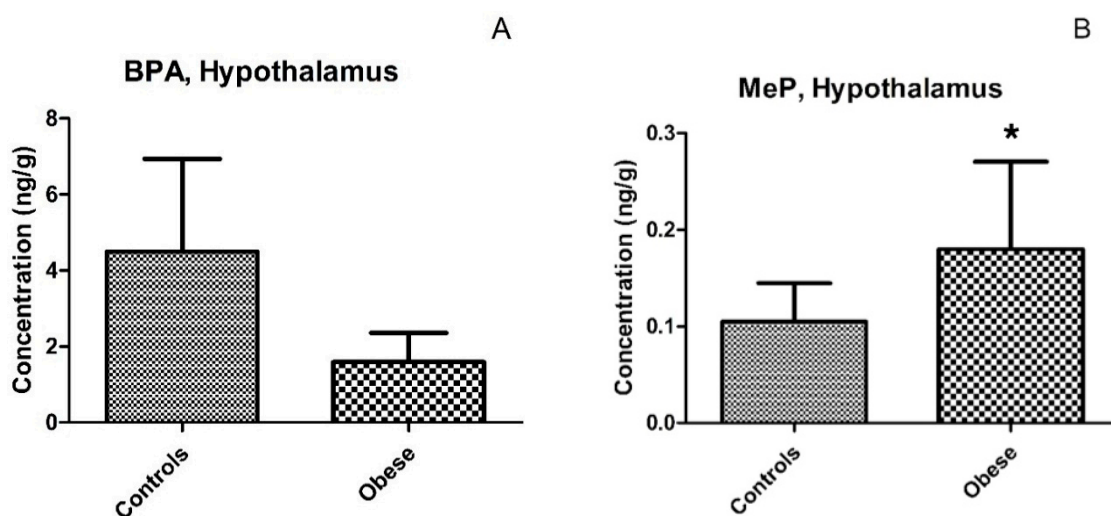 A
BPA, Hypothalamus
Concentration (ng/g)
8
6
4
2
0
Controls
Obese
B
MeP, Hypothalamus
*
Concentration (ng/g)
0.3
0.2
0.1
0.0
Controls
Obese